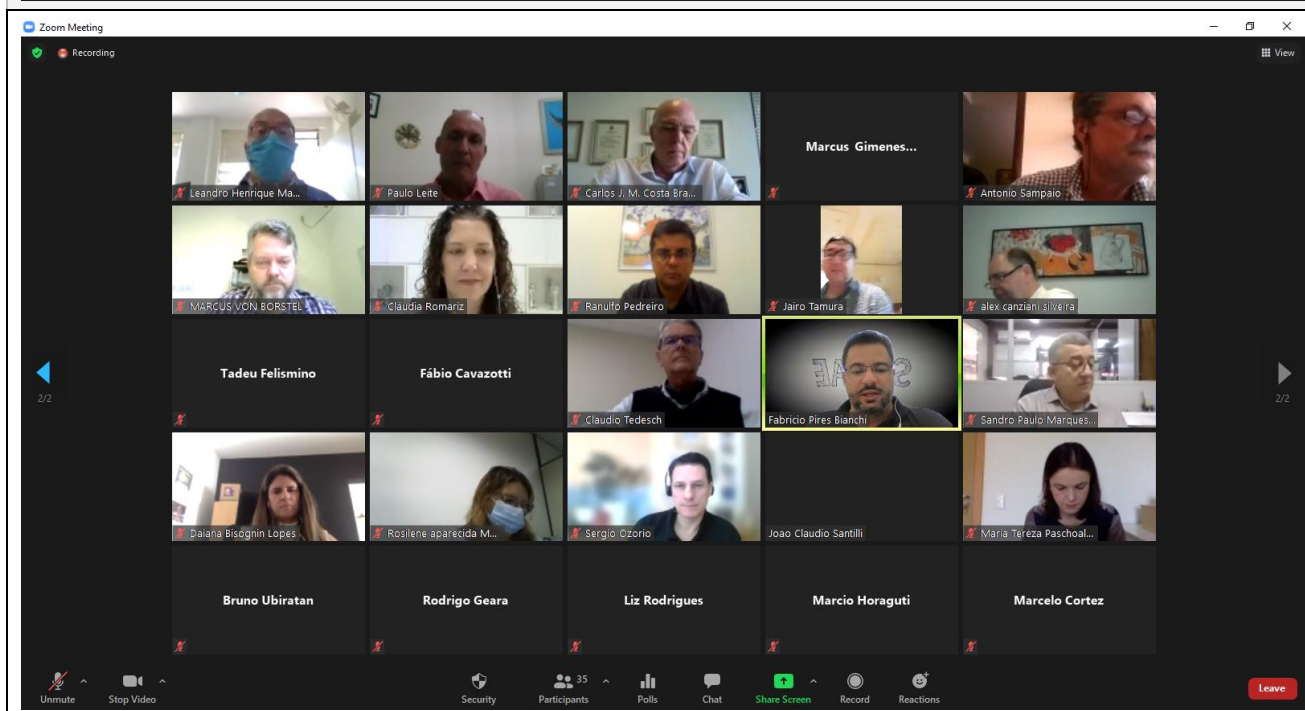 Zoom Meeting
Recording
View
Leandro Henrique Ma...
Paulo Leite
Carlos J. M. Costa Bra...
Marcus Gimenes...
Antonio Sampaio
MARCUS VON BORSTEL
Cláudia Romariz
Ranulfo Pedreiro
Jairo Tamura
alex canziani silveira
Tadeu Felismino
Fábio Cavazotti
Claudio Tedesch
SEBRAE
Fabricio Pires Bianchi
Sandro Paulo Marques...
2/2
2/2
Daiana Bisognin Lopes
Rosilene aparecida M...
Sergio Ozorio
Joao Claudio Santilli
Maria Tereza Paschoal...
Bruno Ubiratan
Rodrigo Geara
Liz Rodrigues
Marcio Horaguti
Marcelo Cortez
Unmute
Stop Video
Security
Participants
35
Polls
Chat
Share Screen
Record
Reactions
Leave